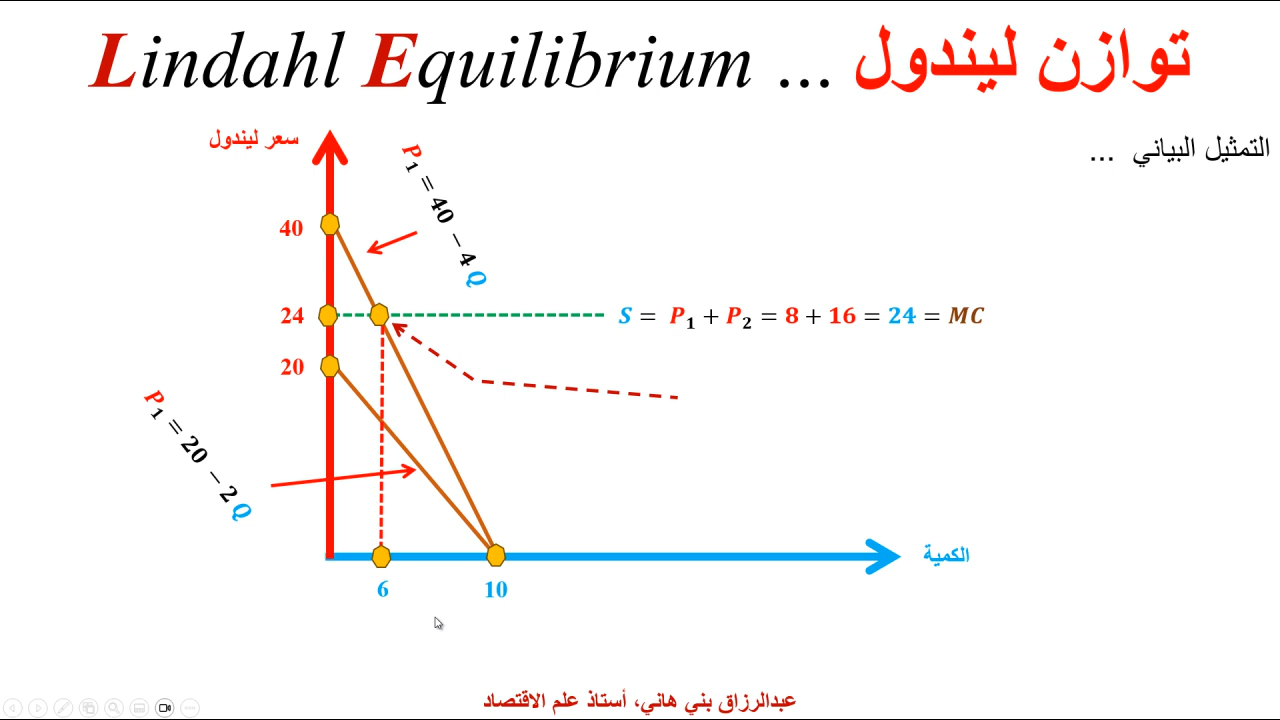 Lindahl Equilibrium ... توازن ليندول
التمثيل البياني ...
سعر ليندول
P₁ = 40 − 4Q
40
24
S = P₁ + P₂ = 8 + 16 = 24 = MC
20
P₁ = 20 − 2Q
الكمية
6
10
عبدالرزاق بني هاني، أستاذ علم الاقتصاد